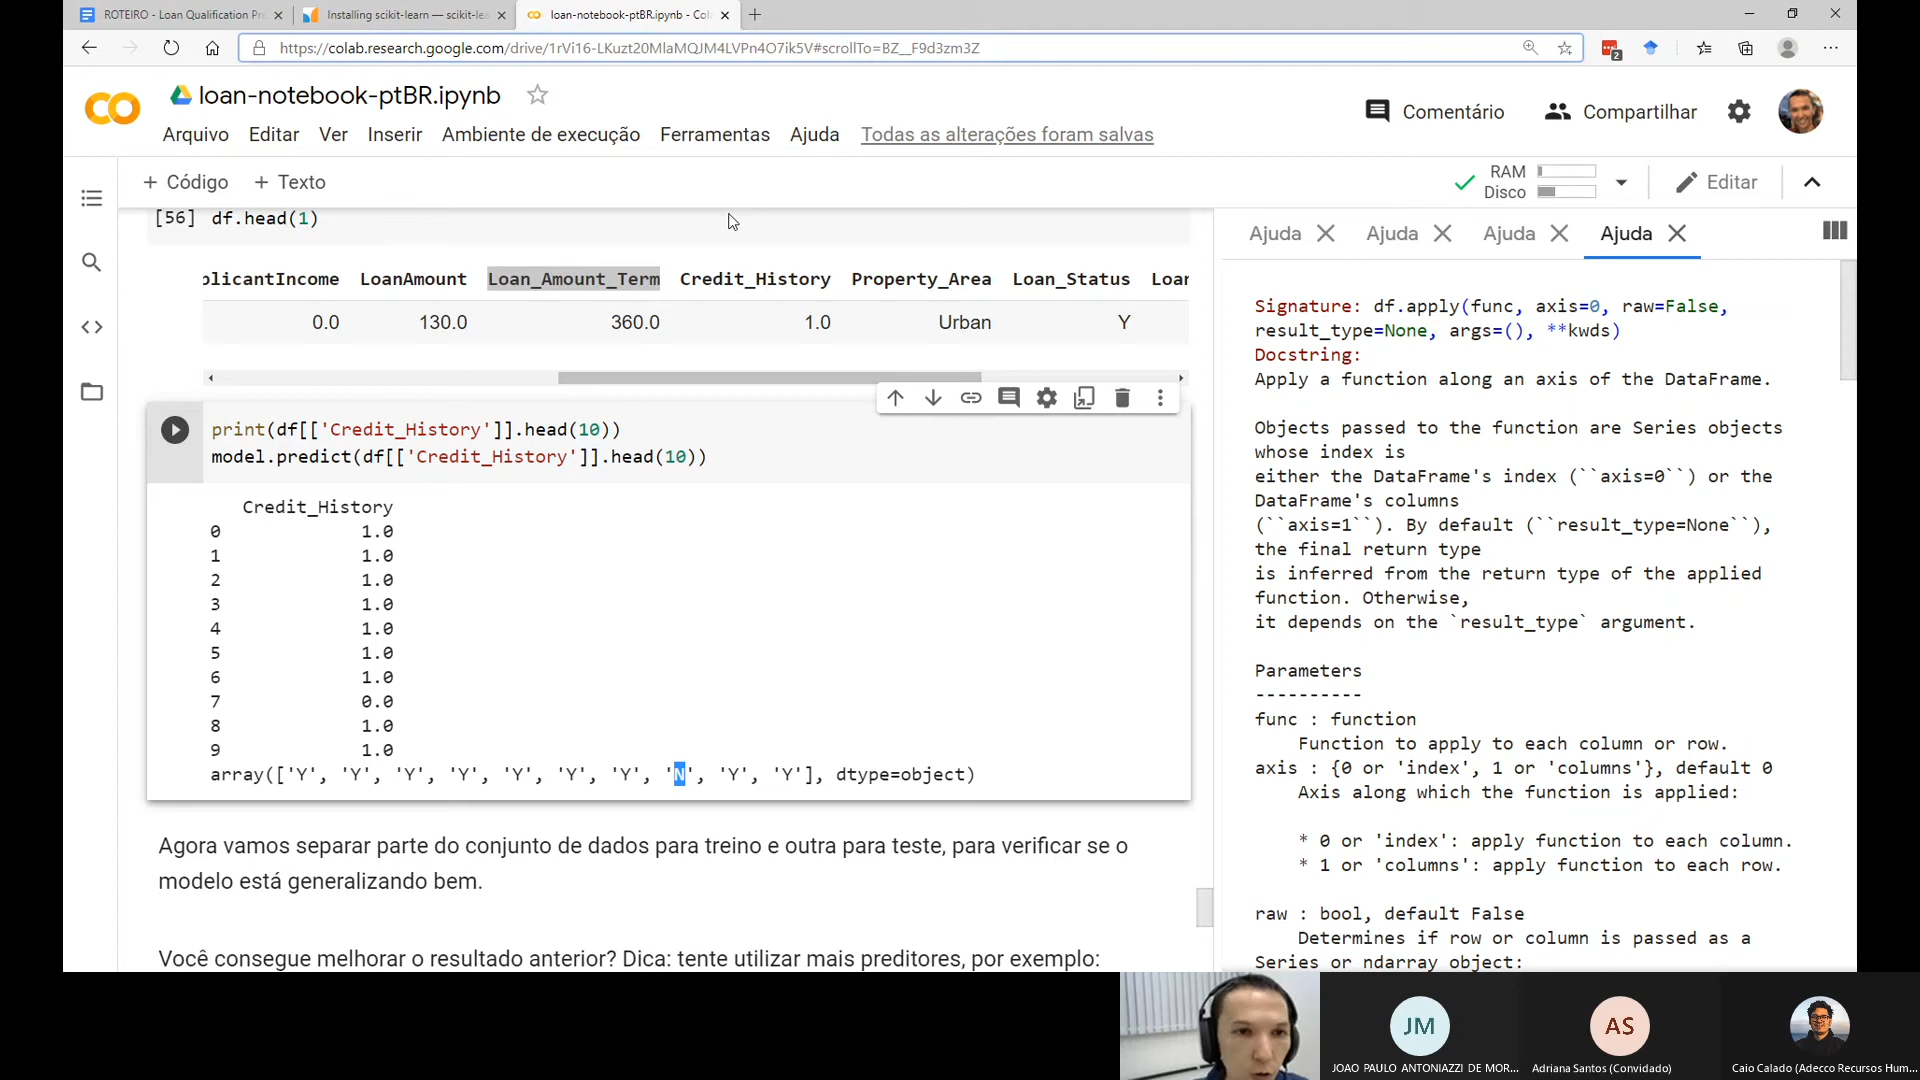 ROTEIRO - Loan Qualification Pr
Installing scikit-learn — scikit-lea
loan-notebook-ptBR.ipynb - Col
https://colab.research.google.com/drive/1rVi16-LKuzt20MlaMQJM4LVPn4O7ik5V#scrollTo=BZ__F9d3zm3Z
2
loan-notebook-ptBR.ipynb
Comentário
Compartilhar
Arquivo Editar Ver Inserir Ambiente de execução Ferramentas Ajuda Todas as alterações foram salvas
+ Código + Texto
RAM
Disco
Editar
[56] df.head(1)
plicantIncome LoanAmount Loan_Amount_Term Credit_History Property_Area Loan_Status Loar
0.0 130.0 360.0 1.0 Urban Y
print(df[['Credit_History']].head(10))
model.predict(df[['Credit_History']].head(10))
Credit_History
0 1.0
1 1.0
2 1.0
3 1.0
4 1.0
5 1.0
6 1.0
7 0.0
8 1.0
9 1.0
array(['Y', 'Y', 'Y', 'Y', 'Y', 'Y', 'Y', 'N', 'Y', 'Y'], dtype=object)
Agora vamos separar parte do conjunto de dados para treino e outra para teste, para verificar se o
modelo está generalizando bem.
Você consegue melhorar o resultado anterior? Dica: tente utilizar mais preditores, por exemplo:
Ajuda Ajuda Ajuda Ajuda
Signature: df.apply(func, axis=0, raw=False,
result_type=None, args=(), **kwds)
Docstring:
Apply a function along an axis of the DataFrame.
Objects passed to the function are Series objects
whose index is
either the DataFrame's index (``axis=0``) or the
DataFrame's columns
(``axis=1``). By default (``result_type=None``),
the final return type
is inferred from the return type of the applied
function. Otherwise,
it depends on the `result_type` argument.
Parameters
----------
func : function
Function to apply to each column or row.
axis : {0 or 'index', 1 or 'columns'}, default 0
Axis along which the function is applied:
* 0 or 'index': apply function to each column.
* 1 or 'columns': apply function to each row.
raw : bool, default False
Determines if row or column is passed as a
Series or ndarray object:
JM
AS
JOAO PAULO ANTONIAZZI DE MOR...
Adriana Santos (Convidado)
Caio Calado (Adecco Recursos Hum...